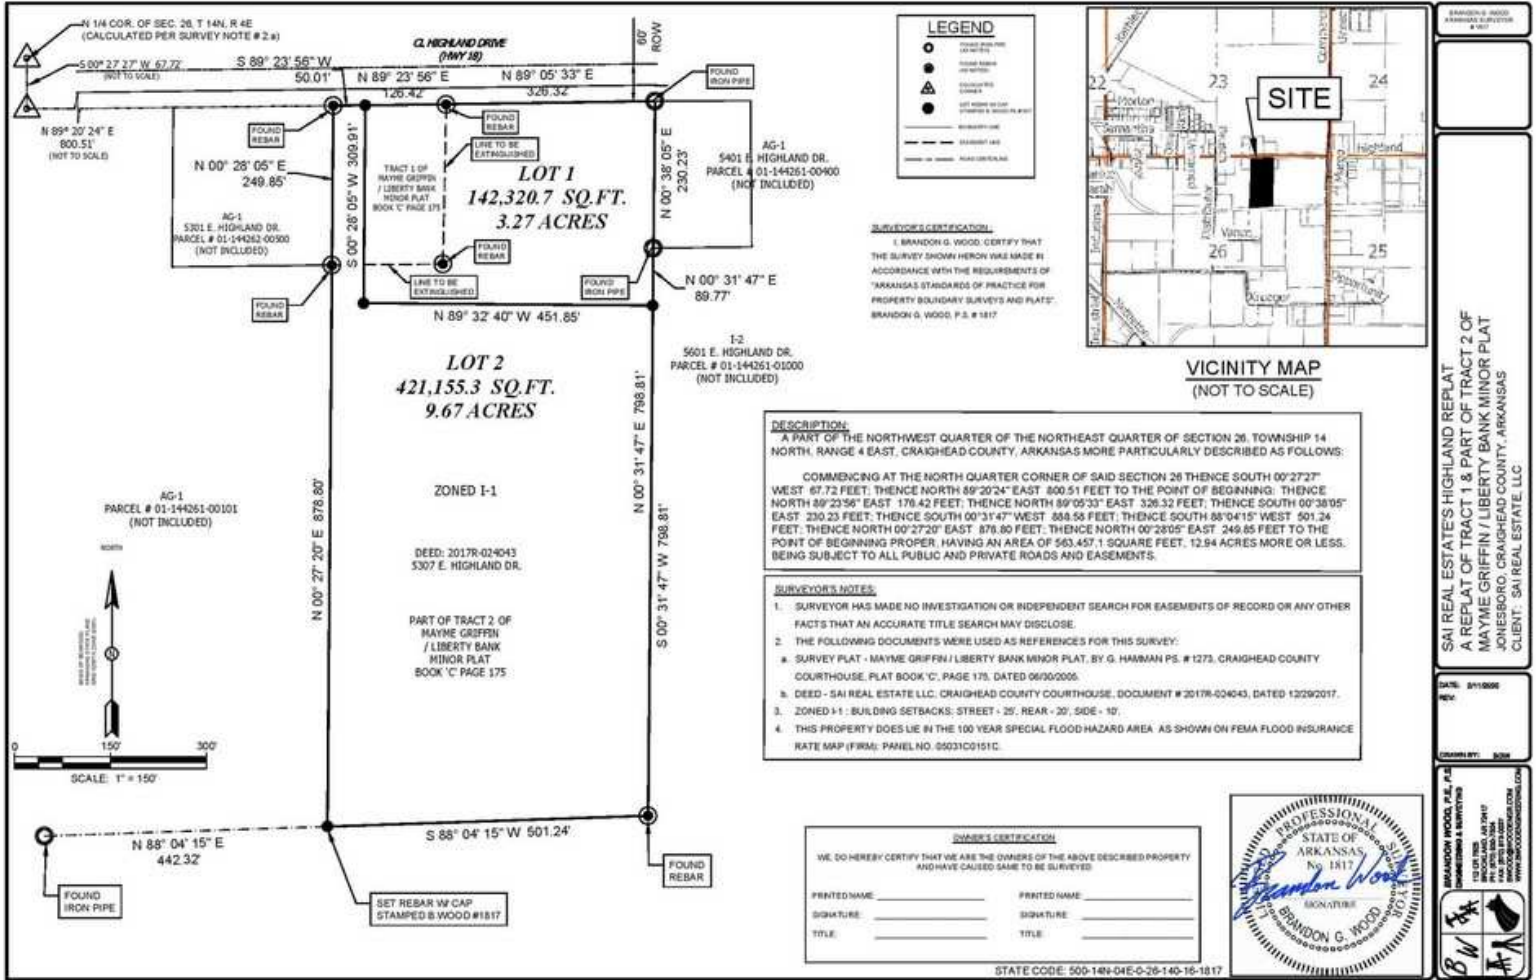 N 1/4 COR. OF SEC. 26, T 14N, R 4E
(CALCULATED PER SURVEY NOTE # 2.a)
S 00° 27' 27" W 67.72'
(NOT TO SCALE)
N 89° 20' 24" E
800.51'
(NOT TO SCALE)
S 89° 23' 56" W
50.01'
CL HIGHLAND DRIVE
(HWY 18)
60'
ROW
N 89° 23' 56" E
126.42'
N 89° 05' 33" E
326.32'
FOUND
IRON PIPE
FOUND
REBAR
FOUND
REBAR
LINE TO BE
EXTINGUISHED
N 00° 28' 05" E
249.85'
S 00° 28' 05" W 309.91'
TRACT 1 OF
MAYME GRIFFIN
/ LIBERTY BANK
MINOR PLAT
BOOK 'C' PAGE 175
LOT 1
142,320.7 SQ.FT.
3.27 ACRES
N 00° 38' 05" E
230.23'
AG-1
5401 E. HIGHLAND DR.
PARCEL # 01-144261-00400
(NOT INCLUDED)
AG-1
5301 E. HIGHLAND DR.
PARCEL # 01-144262-00500
(NOT INCLUDED)
FOUND
REBAR
FOUND
REBAR
LINE TO BE
EXTINGUISHED
FOUND
IRON PIPE
N 00° 31' 47" E
89.77'
N 89° 32' 40" W 451.85'
I-2
5601 E. HIGHLAND DR.
PARCEL # 01-144261-01000
(NOT INCLUDED)
LOT 2
421,155.3 SQ.FT.
9.67 ACRES
N 00° 31' 47" E 798.81'
S 00° 31' 47" W 798.81'
N 00° 27' 20" E 878.80'
ZONED I-1
AG-1
PARCEL # 01-144261-00101
(NOT INCLUDED)
DEED: 2017R-024043
5307 E. HIGHLAND DR.
PART OF TRACT 2 OF
MAYME GRIFFIN
/ LIBERTY BANK
MINOR PLAT
BOOK 'C' PAGE 175
NORTH
0 150' 300'
SCALE: 1" = 150'
N 88° 04' 15" E
442.32'
S 88° 04' 15" W 501.24'
FOUND
IRON PIPE
SET REBAR W/ CAP
STAMPED B.WOOD #1817
FOUND
REBAR
LEGEND
SURVEYOR'S CERTIFICATION:
I, BRANDON G. WOOD, CERTIFY THAT
THE SURVEY SHOWN HERON WAS MADE IN
ACCORDANCE WITH THE REQUIREMENTS OF
"ARKANSAS STANDARDS OF PRACTICE FOR
PROPERTY BOUNDARY SURVEYS AND PLATS".
BRANDON G. WOOD, P.S. # 1817
22 23 24
SITE
Highland
26 25
Vance
Krueger
Opportunity
VICINITY MAP
(NOT TO SCALE)
DESCRIPTION:
A PART OF THE NORTHWEST QUARTER OF THE NORTHEAST QUARTER OF SECTION 26, TOWNSHIP 14
NORTH, RANGE 4 EAST, CRAIGHEAD COUNTY, ARKANSAS MORE PARTICULARLY DESCRIBED AS FOLLOWS:
COMMENCING AT THE NORTH QUARTER CORNER OF SAID SECTION 26 THENCE SOUTH 00°27'27"
WEST 67.72 FEET; THENCE NORTH 89°20'24" EAST 800.51 FEET TO THE POINT OF BEGINNING: THENCE
NORTH 89°23'56" EAST 176.42 FEET; THENCE NORTH 89°05'33" EAST 326.32 FEET; THENCE SOUTH 00°38'05"
EAST 230.23 FEET; THENCE SOUTH 00°31'47" WEST 888.58 FEET; THENCE SOUTH 88°04'15" WEST 501.24
FEET; THENCE NORTH 00°27'20" EAST 878.80 FEET; THENCE NORTH 00°28'05" EAST 249.85 FEET TO THE
POINT OF BEGINNING PROPER, HAVING AN AREA OF 563,457.1 SQUARE FEET, 12.94 ACRES MORE OR LESS,
BEING SUBJECT TO ALL PUBLIC AND PRIVATE ROADS AND EASEMENTS.
SURVEYOR'S NOTES:
1. SURVEYOR HAS MADE NO INVESTIGATION OR INDEPENDENT SEARCH FOR EASEMENTS OF RECORD OR ANY OTHER
FACTS THAT AN ACCURATE TITLE SEARCH MAY DISCLOSE.
2. THE FOLLOWING DOCUMENTS WERE USED AS REFERENCES FOR THIS SURVEY:
a. SURVEY PLAT - MAYME GRIFFIN / LIBERTY BANK MINOR PLAT, BY G. HAMMAN PS. # 1273, CRAIGHEAD COUNTY
COURTHOUSE, PLAT BOOK 'C', PAGE 175, DATED 06/30/2005.
b. DEED - SAI REAL ESTATE LLC, CRAIGHEAD COUNTY COURTHOUSE, DOCUMENT # 2017R-024043, DATED 12/29/2017.
3. ZONED I-1 : BUILDING SETBACKS: STREET - 25', REAR - 20', SIDE - 10'.
4. THIS PROPERTY DOES LIE IN THE 100 YEAR SPECIAL FLOOD HAZARD AREA AS SHOWN ON FEMA FLOOD INSURANCE
RATE MAP (FIRM): PANEL NO. 05031C0151C.
OWNER'S CERTIFICATION
WE, DO HEREBY CERTIFY THAT WE ARE THE OWNERS OF THE ABOVE DESCRIBED PROPERTY
AND HAVE CAUSED SAME TO BE SURVEYED.
PRINTED NAME PRINTED NAME
SIGNATURE SIGNATURE
TITLE TITLE
PROFESSIONAL SURVEYOR
STATE OF
ARKANSAS
No. 1817
Brandon Wood
SIGNATURE
BRANDON G. WOOD
STATE CODE: 500-14N-04E-0-26-140-16-1817
SAI REAL ESTATE'S HIGHLAND REPLAT
A REPLAT OF TRACT 1 & PART OF TRACT 2 OF
MAYME GRIFFIN / LIBERTY BANK MINOR PLAT
JONESBORO, CRAIGHEAD COUNTY, ARKANSAS
CLIENT: SAI REAL ESTATE, LLC
DATE:
REV:
DRAWN BY:
BRANDON WOOD, P.E., P.S.
ENGINEERING & SURVEYING
BW